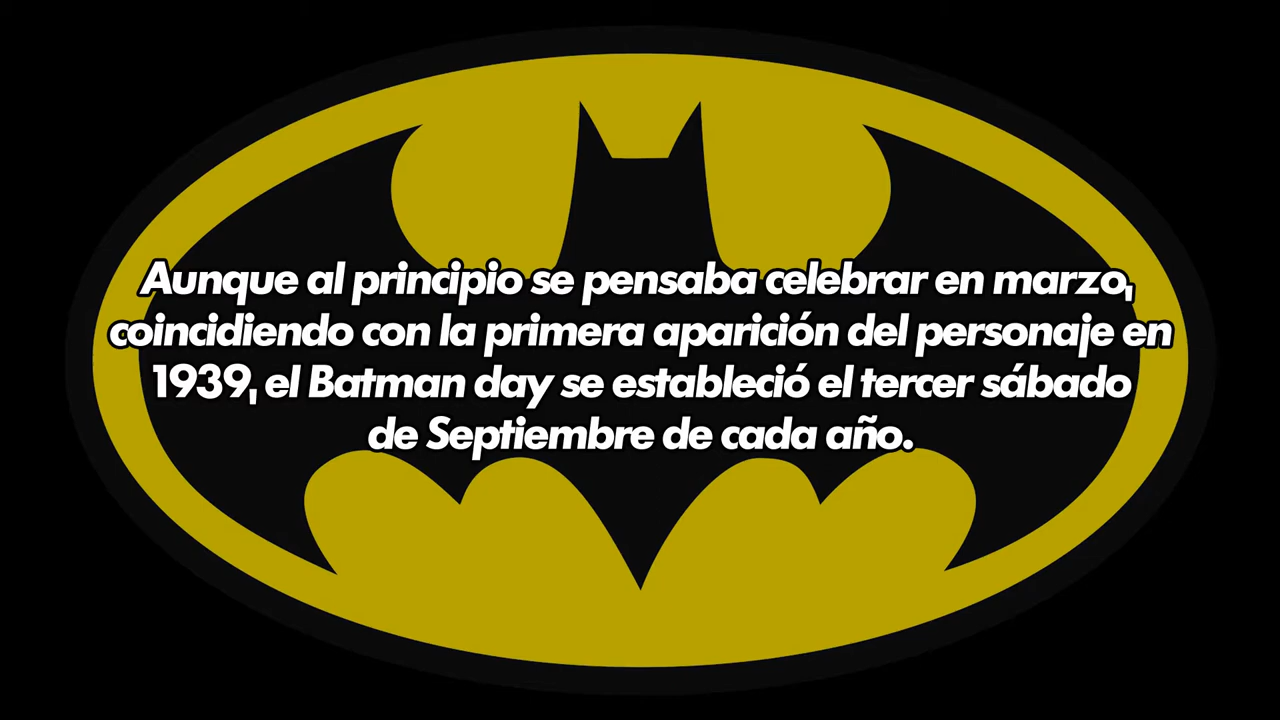 Aunque al principio se pensaba celebrar en marzo,
coincidiendo con la primera aparición del personaje en
1939, el Batman day se estableció el tercer sábado
de Septiembre de cada año.